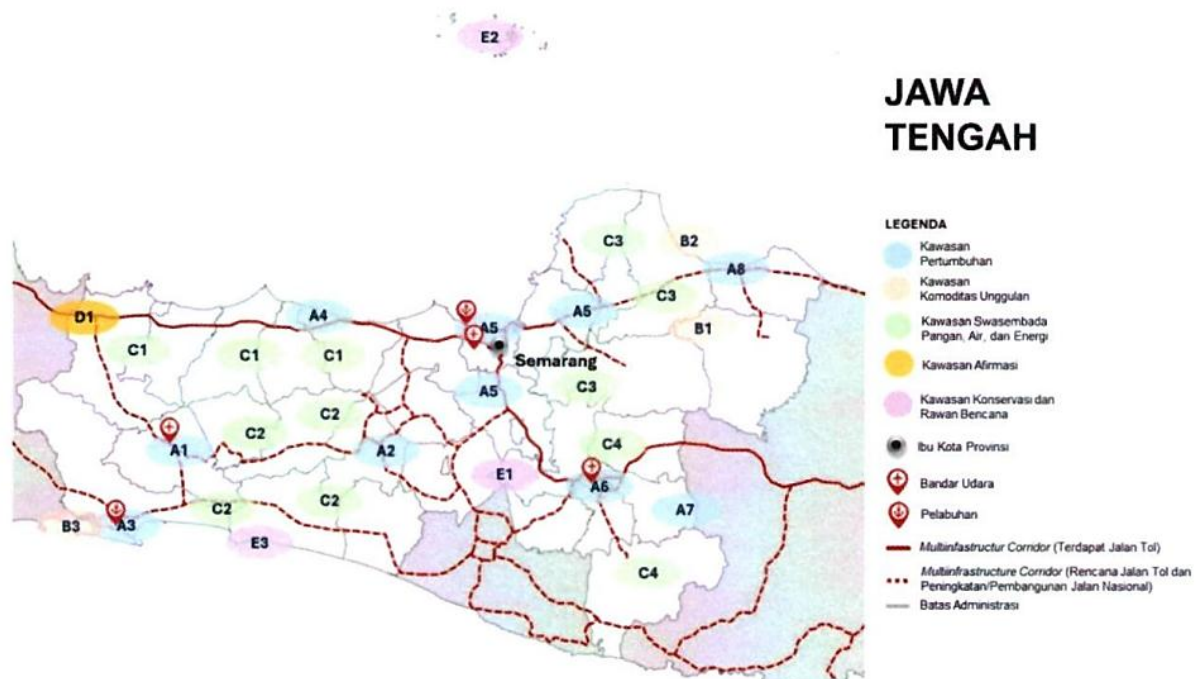 E2
JAWA
TENGAH
LEGENDA
Kawasan
Pertumbuhan
Kawasan
Komoditas Unggulan
Kawasan Swasembada
Pangan, Air, dan Energi
Kawasan Afirmasi
Kawasan Konservasi dan
Rawan Bencana
Ibu Kota Provinsi
Bandar Udara
Pelabuhan
Multiinfastructur Corridor (Terdapat Jalan Tol)
Multiinfrastructure Corridor (Rencana Jalan Tol dan
Peningkatan/Pembangunan Jalan Nasional)
Batas Administrasi
C3
B2
A8
C3
D1
A4
A5
A5
B1
C1
C1
C1
Semarang
A5
C3
C2
C2
A1
A2
C4
E1
A6
C2
C2
A7
B3
A3
E3
C4